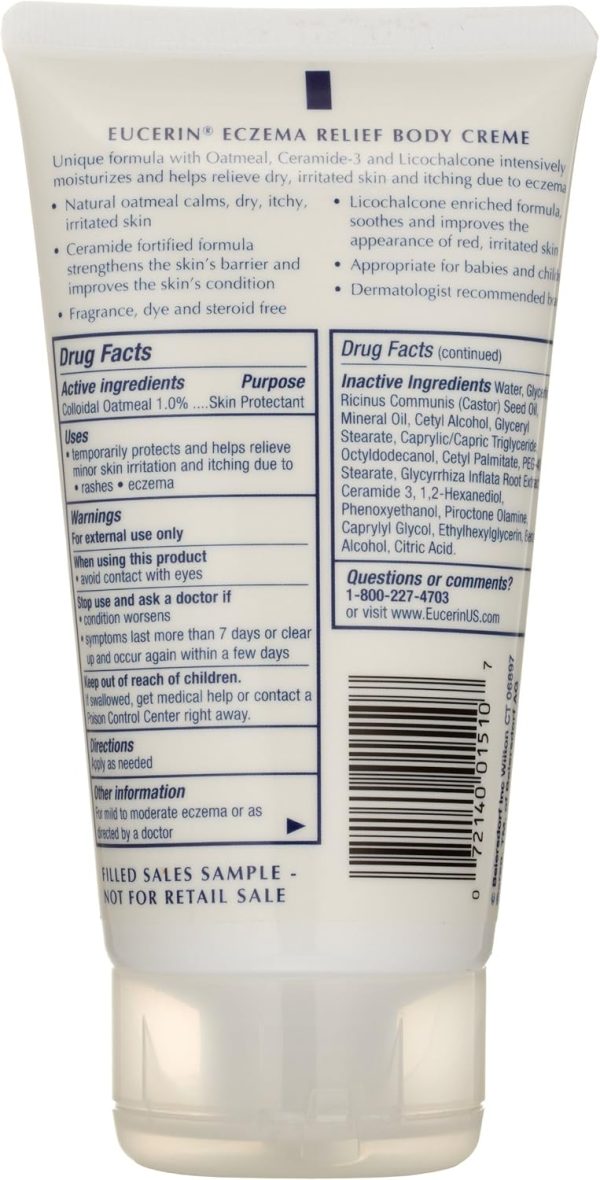 EUCERIN® ECZEMA RELIEF BODY CREME
Unique formula with Oatmeal, Ceramide-3 and Licochalcone intensively
moisturizes and helps relieve dry, irritated skin and itching due to eczema
• Natural oatmeal calms, dry, itchy,
irritated skin
• Ceramide fortified formula
strengthens the skin's barrier and
improves the skin's condition
• Fragrance, dye and steroid free
• Licochalcone enriched formula,
soothes and improves the
appearance of red, irritated skin
• Appropriate for babies and
• Dermatologist recommended
Drug Facts
Active ingredients Purpose
Colloidal Oatmeal 1.0% ....Skin Protectant
Uses
• temporarily protects and helps relieve
minor skin irritation and itching due to
• rashes • eczema
Warnings
For external use only
When using this product
• avoid contact with eyes
Stop use and ask a doctor if
• condition worsens
• symptoms last more than 7 days or clear
up and occur again within a few days
Keep out of reach of children.
If swallowed, get medical help or contact a
Poison Control Center right away.
Directions
Apply as needed
Other information
For mild to moderate eczema or as
directed by a doctor
FILLED SALES SAMPLE -
NOT FOR RETAIL SALE
Drug Facts (continued)
Inactive Ingredients Water,
Ricinus Communis (Castor) Seed Oil,
Mineral Oil, Cetyl Alcohol, Glyceryl
Stearate, Caprylic/Capric Triglyceride,
Octyldodecanol, Cetyl Palmitate,
Stearate, Glycyrrhiza Inflata Root
Ceramide 3, 1,2-Hexanediol,
Phenoxyethanol, Piroctone Olamine,
Caprylyl Glycol, Ethylhexylglycerin,
Alcohol, Citric Acid.
Questions or comments?
1-800-227-4703
or visit www.EucerinUS.com
0 72140 01510 7
© Beiersdorf Inc Wilton CT 06897